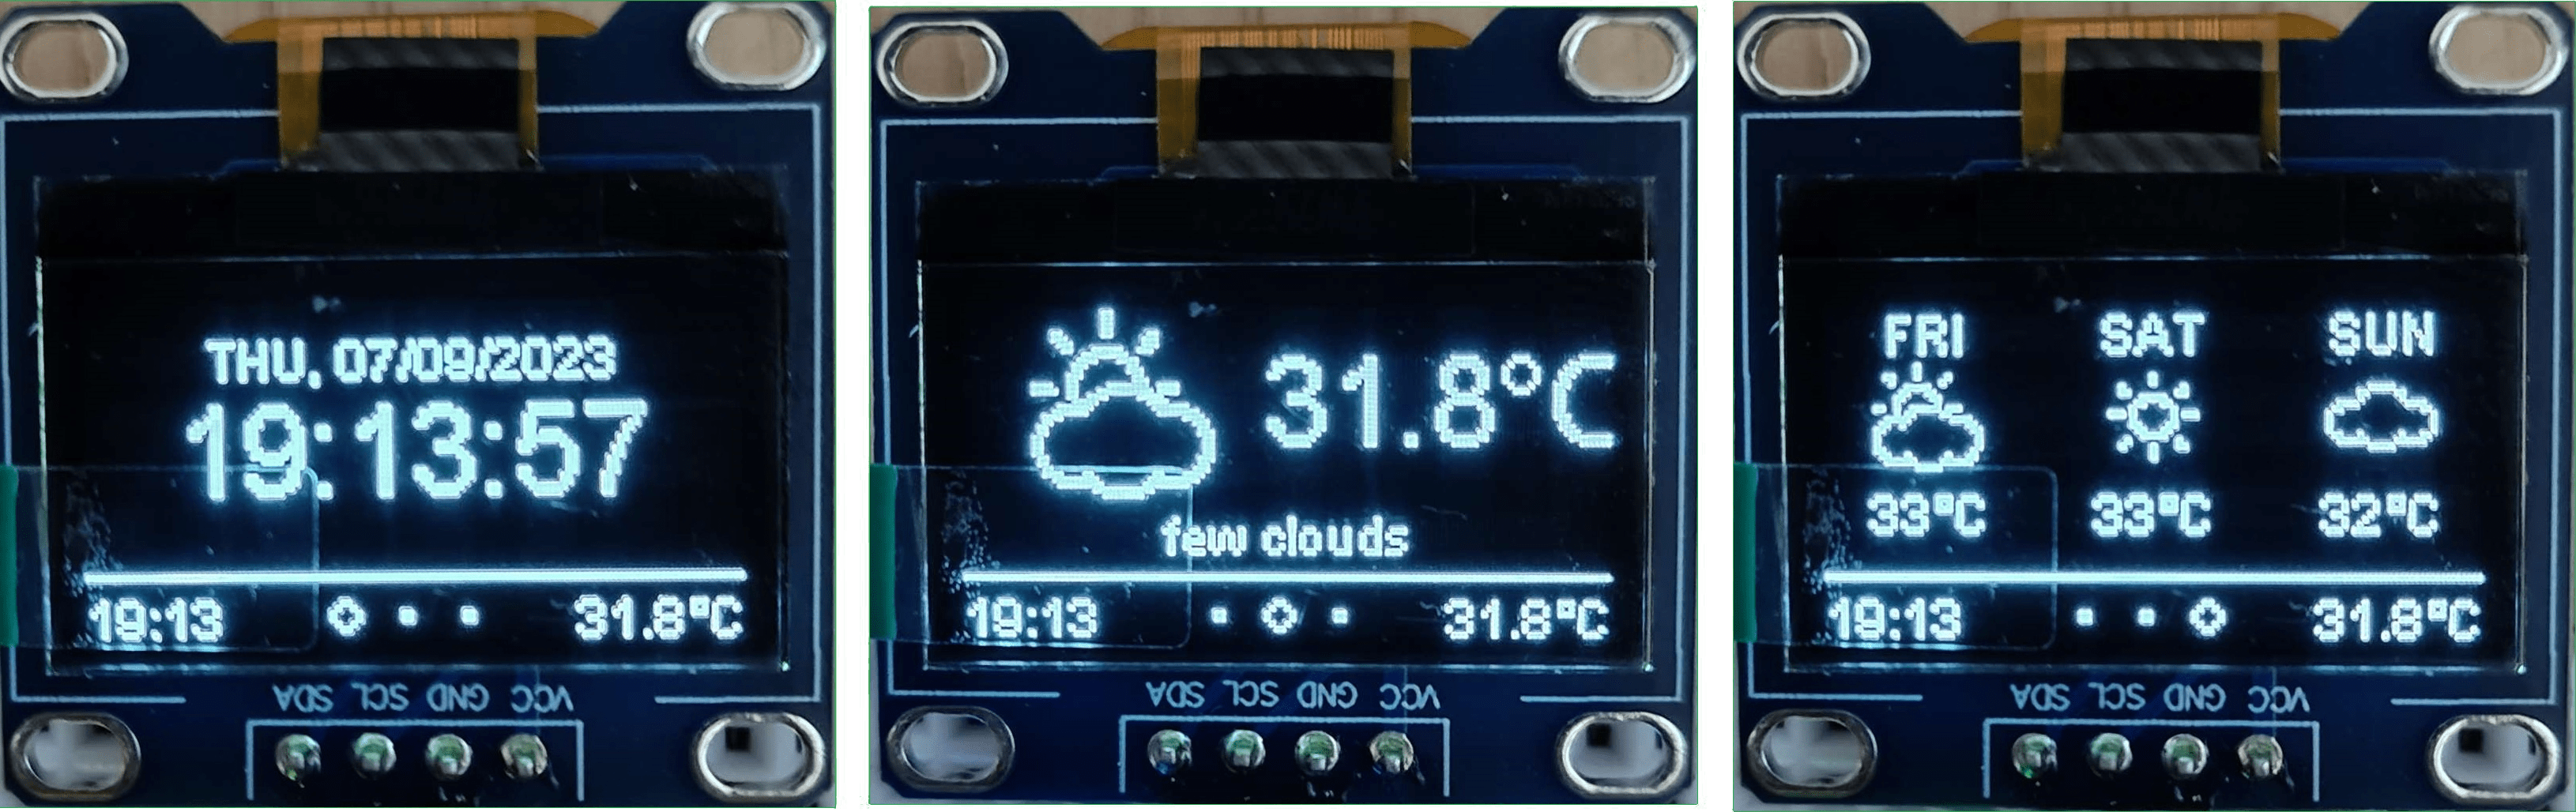 THU, 07/09/2023
19:13:57
19:13 31.8°C
SDA SCL GND VCC
31.8°C
few clouds
19:13 31.8°C
SDA SCL GND VCC
FRI SAT SUN
33°C 33°C 32°C
19:13 31.8°C
SDA SCL GND VCC